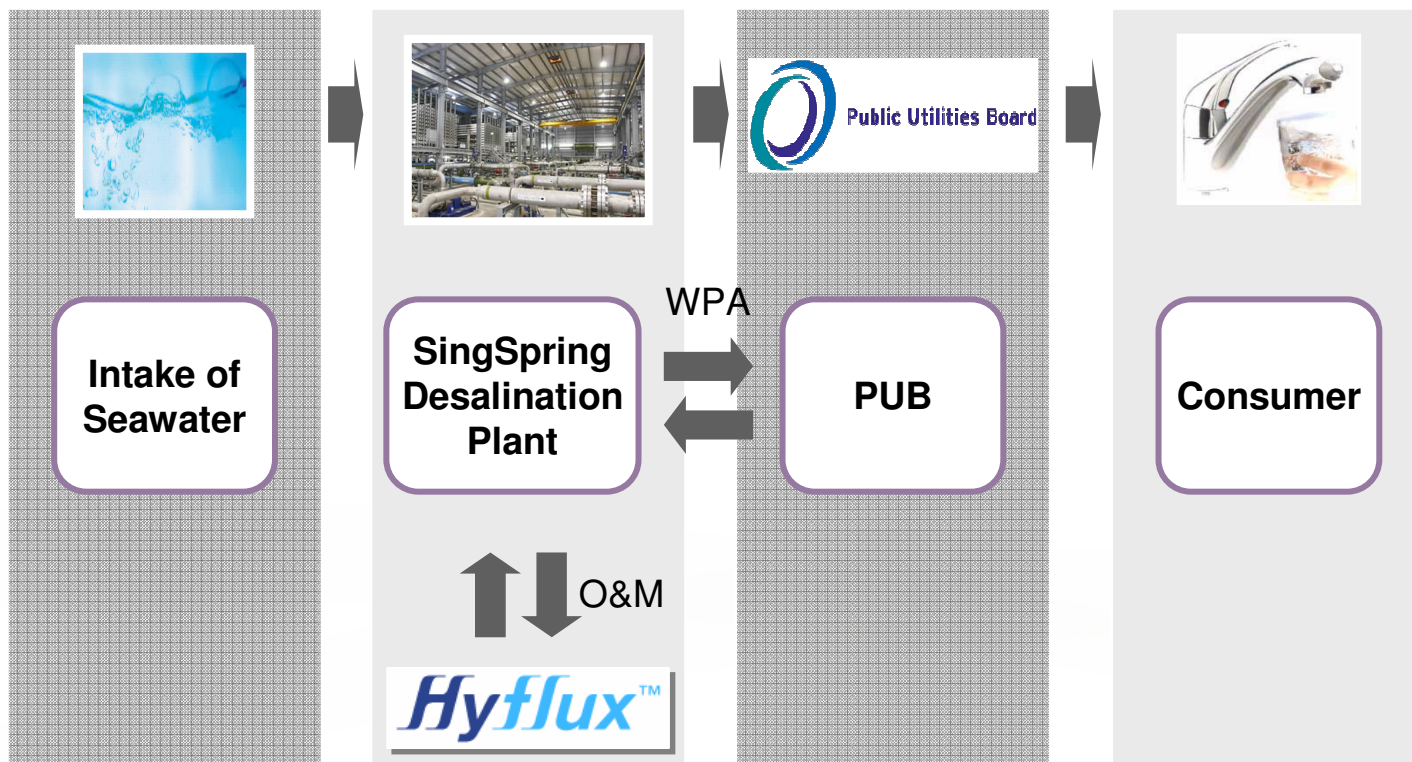 Public Utilities Board
WPA
Intake of
Seawater
SingSpring
Desalination
Plant
PUB
Consumer
O&M
Hyflux™